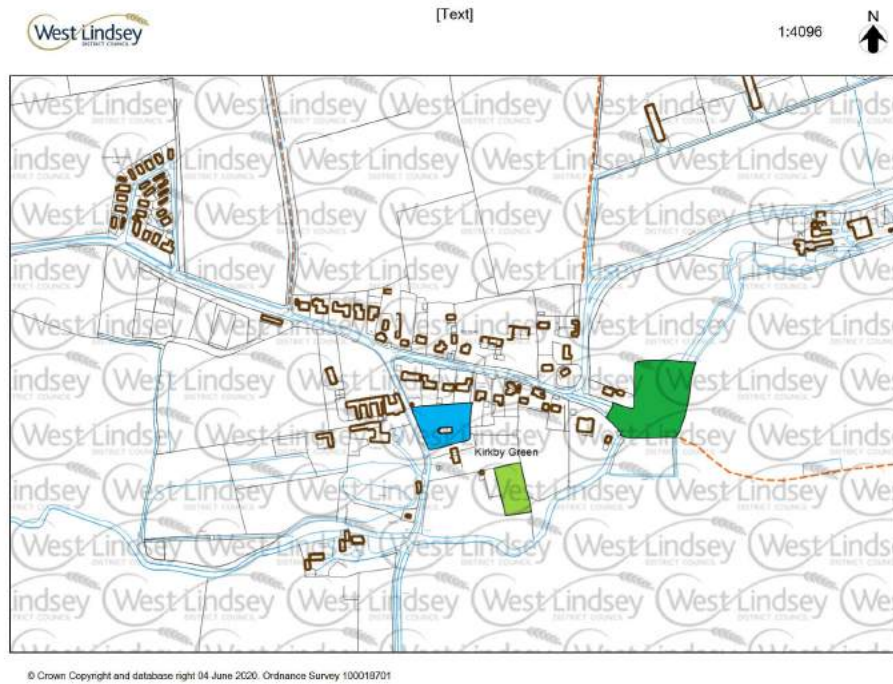 [Text]
West Lindsey
DISTRICT COUNCIL
1:4096
N
Kirkby Green
© Crown Copyright and database right 04 June 2020. Ordnance Survey 100018701